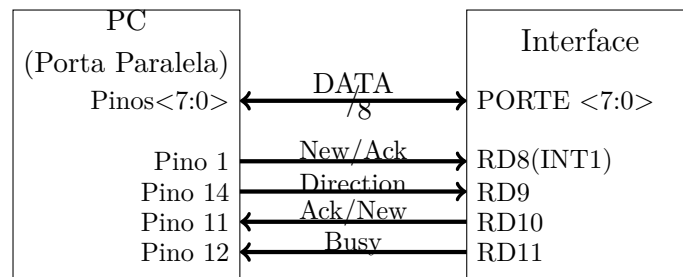 PC
(Porta Paralela)
Interface
Pinos<7:0>
DATA
/8
PORTE <7:0>
Pino 1
New/Ack
RD8(INT1)
Pino 14
Direction
RD9
Pino 11
Ack/New
RD10
Pino 12
Busy
RD11